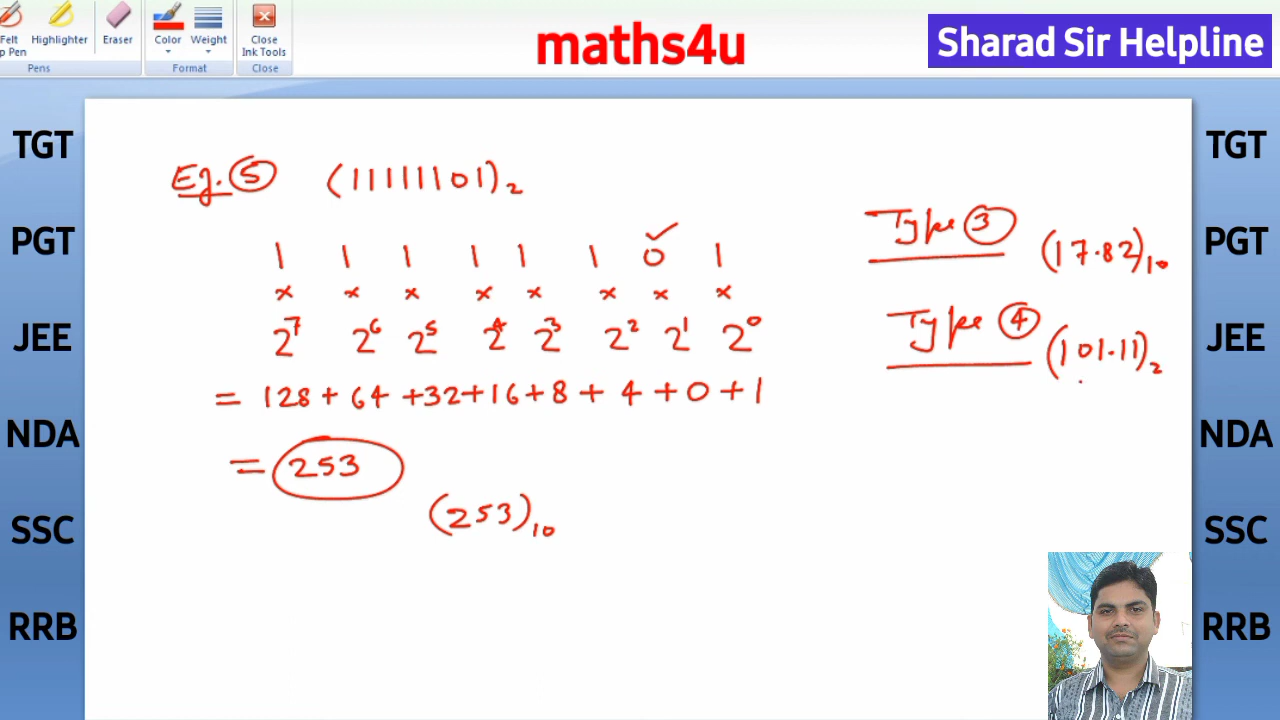 Felt
p Pen
Highlighter
Eraser
Pens
Color
Weight
Format
Close
Ink Tools
Close
maths4u
Sharad Sir Helpline
TGT
PGT
JEE
NDA
SSC
RRB
Eg. 5 (11111101)₂
1 1 1 1 1 1 0 1
× × × × × × × ×
2⁷ 2⁶ 2⁵ 2⁴ 2³ 2² 2¹ 2⁰
= 128 + 64 + 32 + 16 + 8 + 4 + 0 + 1
= 253
(253)₁₀
Type 3 (17.82)₁₀
Type 4 (101.11)₂
TGT
PGT
JEE
NDA
SSC
RRB